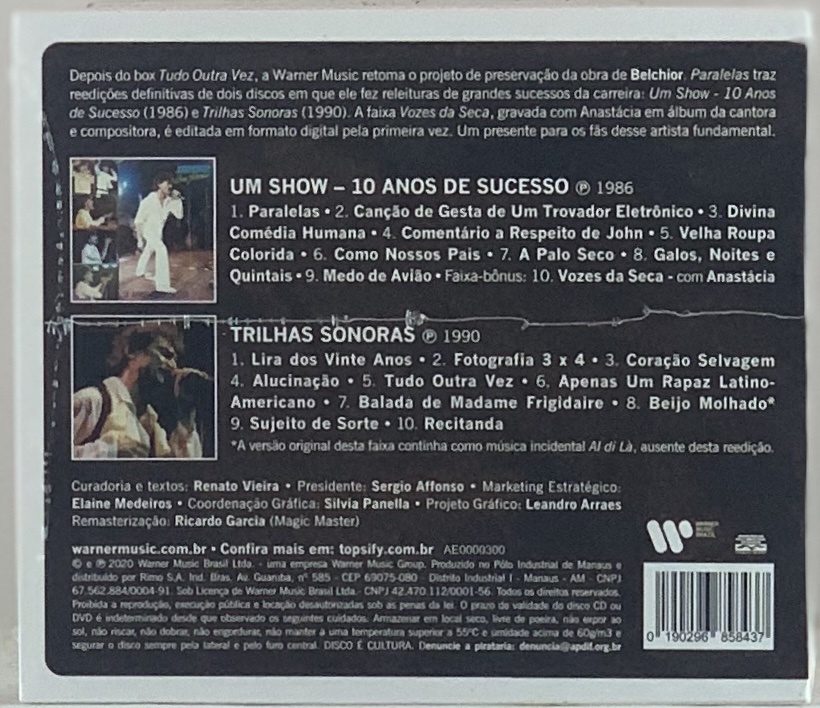 Depois do box Tudo Outra Vez, a Warner Music retoma o projeto de preservação da obra de Belchior. Paralelas traz
reedições definitivas de dois discos em que ele fez releituras de grandes sucessos da carreira: Um Show - 10 Anos
de Sucesso (1986) e Trilhas Sonoras (1990). A faixa Vozes da Seca, gravada com Anastácia em álbum da cantora
e compositora, é editada em formato digital pela primeira vez. Um presente para os fãs desse artista fundamental.
UM SHOW – 10 ANOS DE SUCESSO ℗ 1986
1. Paralelas • 2. Canção de Gesta de Um Trovador Eletrônico • 3. Divina
Comédia Humana • 4. Comentário a Respeito de John • 5. Velha Roupa
Colorida • 6. Como Nossos Pais • 7. A Palo Seco • 8. Galos, Noites e
Quintais • 9. Medo de Avião • Faixa-bônus: 10. Vozes da Seca - com Anastácia
TRILHAS SONORAS ℗ 1990
1. Lira dos Vinte Anos • 2. Fotografia 3 x 4 • 3. Coração Selvagem
4. Alucinação • 5. Tudo Outra Vez • 6. Apenas Um Rapaz Latino-
Americano • 7. Balada de Madame Frigidaire • 8. Beijo Molhado*
9. Sujeito de Sorte • 10. Recitanda
*A versão original desta faixa continha como música incidental Al di Là, ausente desta reedição.
Curadoria e textos: Renato Vieira • Presidente: Sergio Affonso • Marketing Estratégico:
Elaine Medeiros • Coordenação Gráfica: Silvia Panella • Projeto Gráfico: Leandro Arraes
Remasterização: Ricardo Garcia (Magic Master)
WARNER
MUSIC
BRAZIL
warnermusic.com.br • Confira mais em: topsify.com.br AE0000300
© e ℗ 2020 Warner Music Brasil Ltda. - uma empresa Warner Music Group. Produzido no Pólo Industrial de Manaus e
distribuído por Rimo S.A. Ind. Bras, Av. Guaruba, nº 585 - CEP 69075-080 - Distrito Industrial I - Manaus - AM - CNPJ
67.562.884/0004-91. Sob Licença de Warner Music Brasil Ltda.- CNPJ 42.470.112/0001-56. Todos os direitos reservados.
Proibida a reprodução, execução pública e locação desautorizadas sob as penas da lei. O prazo de validade do disco CD ou
DVD é indeterminado desde que observado os seguintes cuidados. Armazenar em local seco, livre de poeira, não expor ao
sol, não riscar, não dobrar, não engordurar, não manter a uma temperatura superior a 55ºC e umidade acima de 60g/m3 e
segurar o disco sempre pela lateral e pelo furo central. DISCO É CULTURA. Denuncie a pirataria: denuncia@apdif.org.br
0 190296 858437